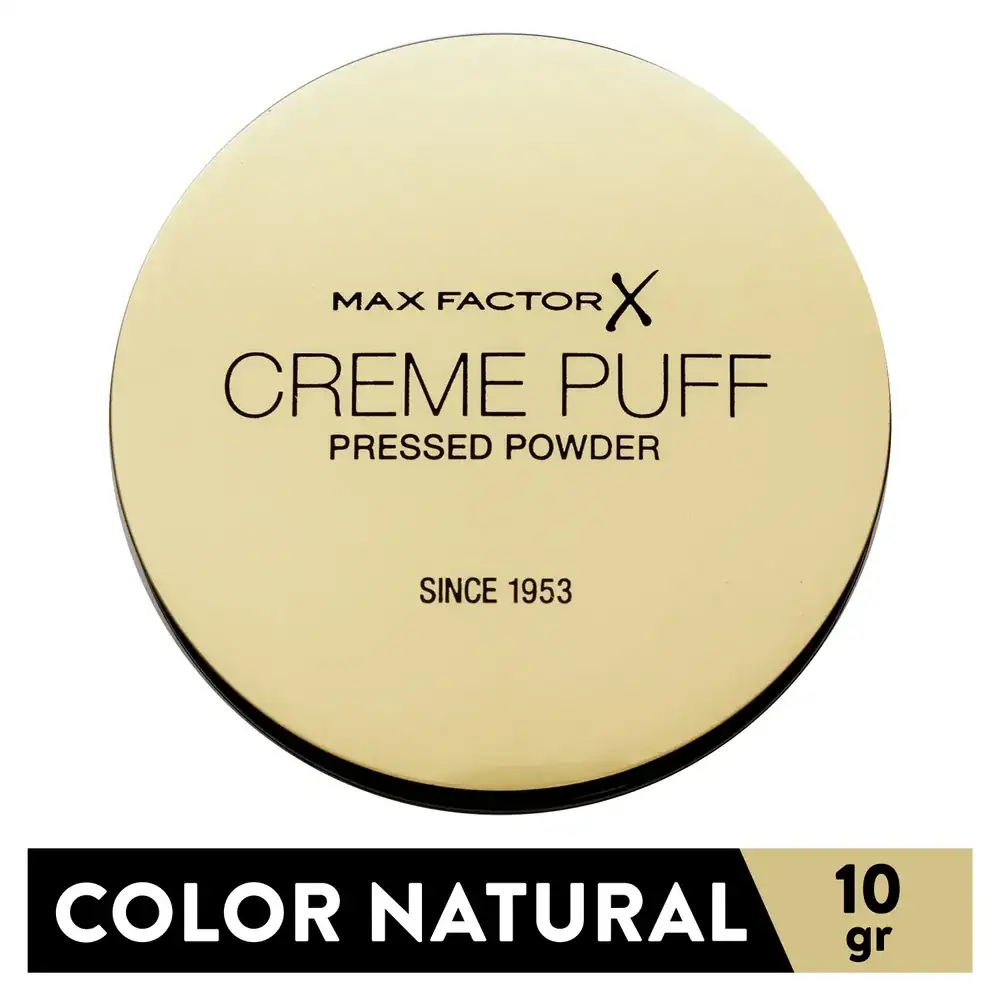 MAX FACTOR X
CREME PUFF
PRESSED POWDER
SINCE 1953
COLOR NATURAL
10
gr